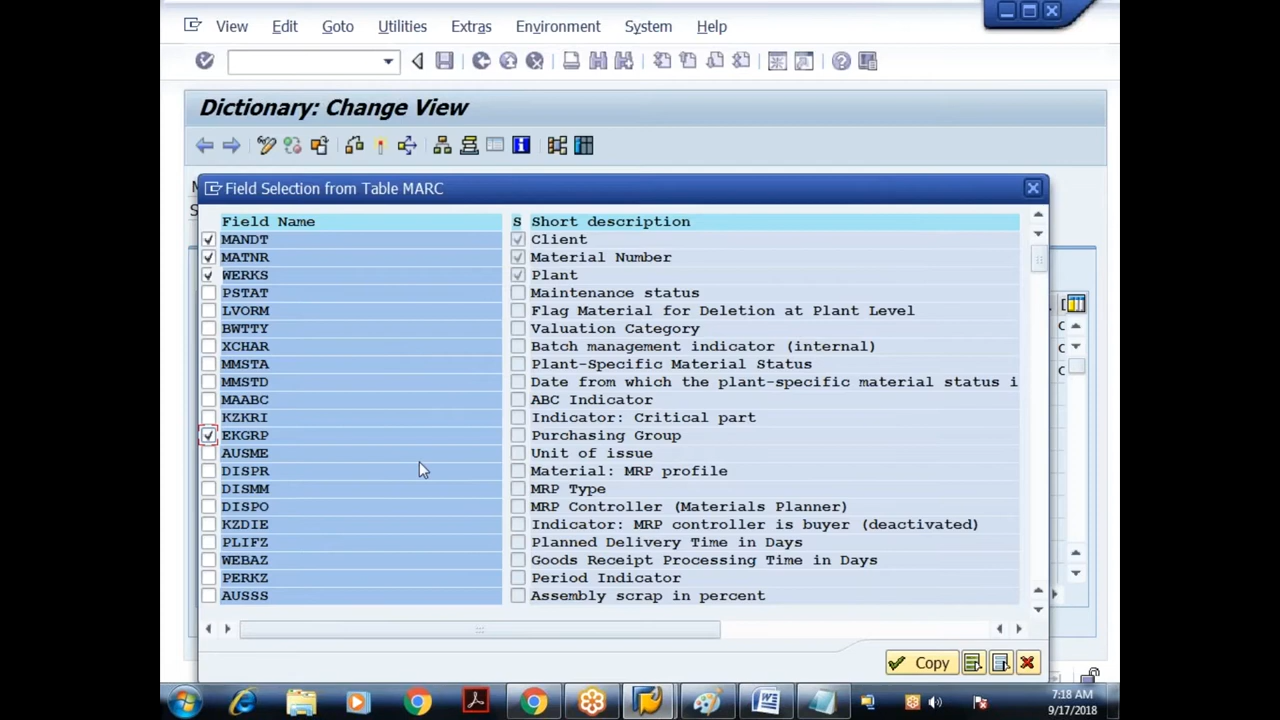 View Edit Goto Utilities Extras Environment System Help
Dictionary: Change View
Field Selection from Table MARC
Field Name S Short description
MANDT Client
MATNR Material Number
WERKS Plant
PSTAT Maintenance status
LVORM Flag Material for Deletion at Plant Level
BWTTY Valuation Category
XCHAR Batch management indicator (internal)
MMSTA Plant-Specific Material Status
MMSTD Date from which the plant-specific material status i
MAABC ABC Indicator
KZKRI Indicator: Critical part
EKGRP Purchasing Group
AUSME Unit of issue
DISPR Material: MRP profile
DISMM MRP Type
DISPO MRP Controller (Materials Planner)
KZDIE Indicator: MRP controller is buyer (deactivated)
PLIFZ Planned Delivery Time in Days
WEBAZ Goods Receipt Processing Time in Days
PERKZ Period Indicator
AUSSS Assembly scrap in percent
Copy
7:18 AM
9/17/2018